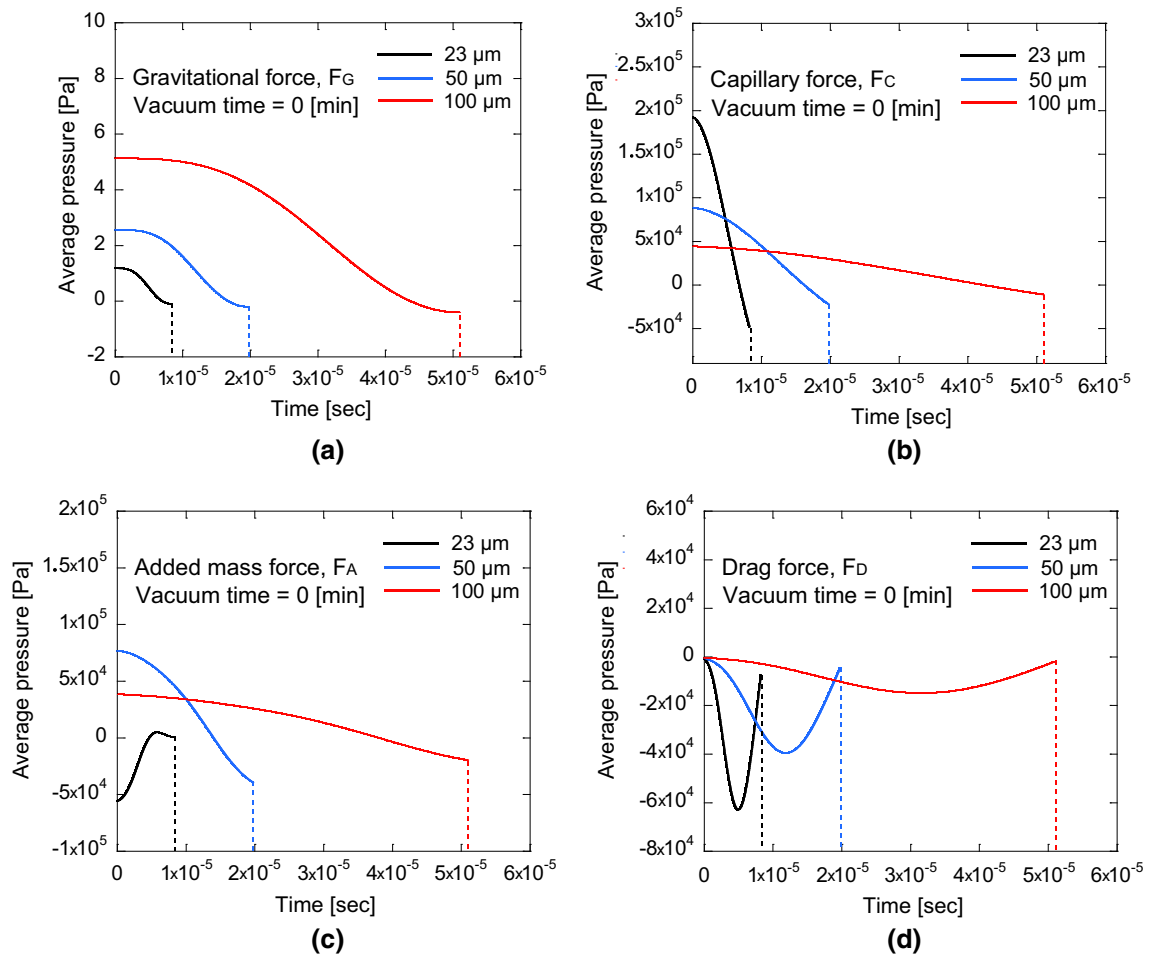 10
8
6
4
2
0
-2
Average pressure [Pa]
Gravitational force, FG
Vacuum time = 0 [min]
23 µm
50 µm
100 µm
0 1x10-5 2x10-5 3x10-5 4x10-5 5x10-5 6x10-5
Time [sec]
(a)
3x10⁵
2.5x10⁵
2x10⁵
1.5x10⁵
1x10⁵
5x10⁴
0
-5x10⁴
Average pressure [Pa]
Capillary force, FC
Vacuum time = 0 [min]
23 µm
50 µm
100 µm
0 1x10-5 2x10-5 3x10-5 4x10-5 5x10-5 6x10-5
Time [sec]
(b)
2x10⁵
1.5x10⁵
1x10⁵
5x10⁴
0
-5x10⁴
-1x10⁵
Average pressure [Pa]
Added mass force, FA
Vacuum time = 0 [min]
23 µm
50 µm
100 µm
0 1x10-5 2x10-5 3x10-5 4x10-5 5x10-5 6x10-5
Time [sec]
(c)
6x10⁴
4x10⁴
2x10⁴
0
-2x10⁴
-4x10⁴
-6x10⁴
-8x10⁴
Average pressure [Pa]
Drag force, FD
Vacuum time = 0 [min]
23 µm
50 µm
100 µm
0 1x10-5 2x10-5 3x10-5 4x10-5 5x10-5 6x10-5
Time [sec]
(d)